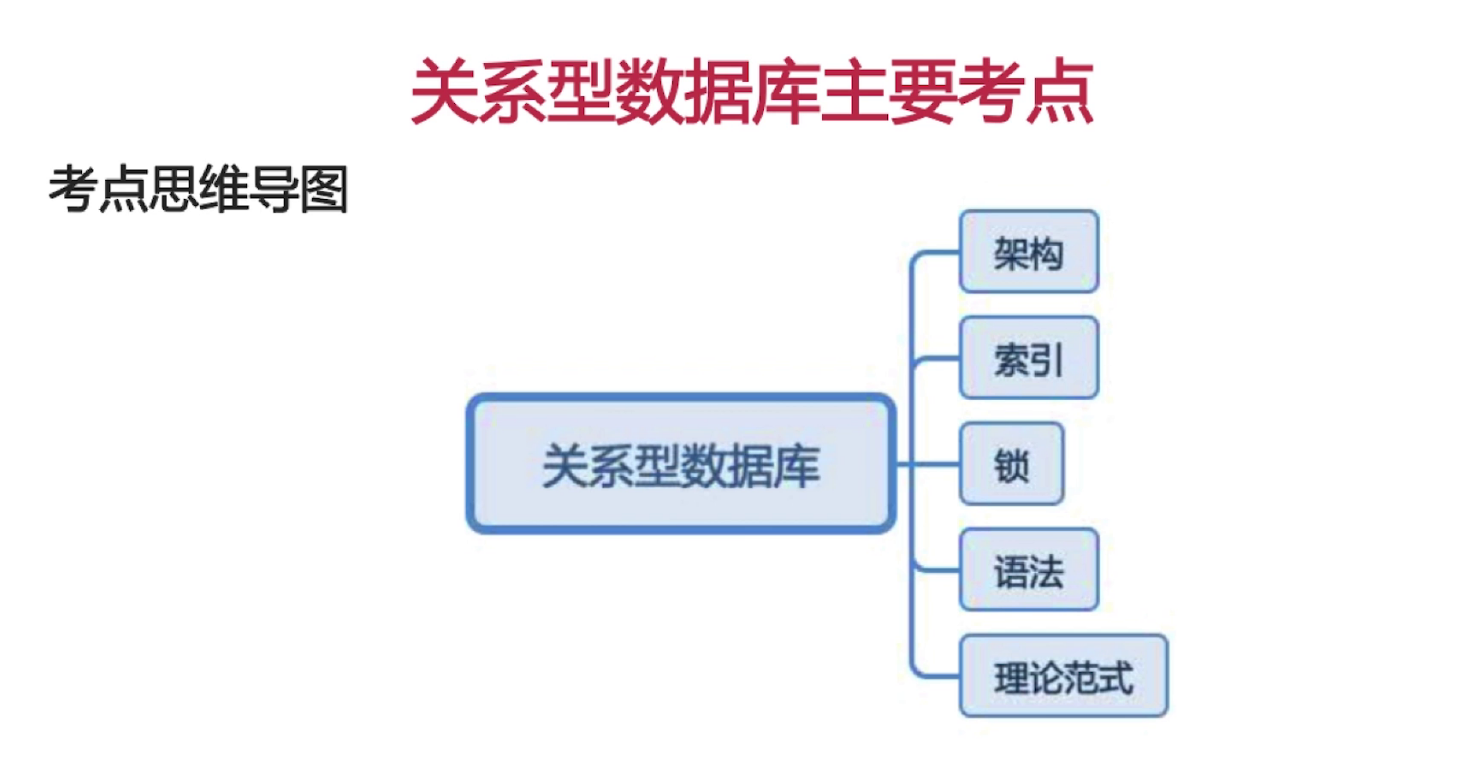 关系型数据库主要考点
考点思维导图
关系型数据库
架构
索引
锁
语法
理论范式